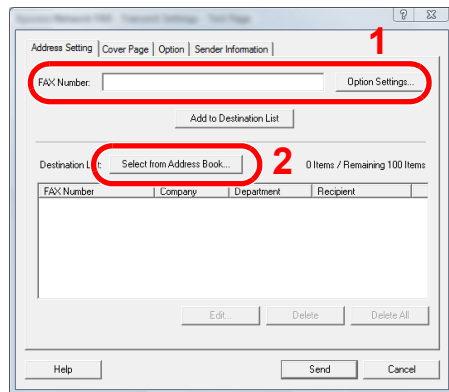 Address Setting Cover Page Option Sender Information
1
FAX Number: Option Settings...
Add to Destination List
Destination List: Select from Address Book... 2 0 Items / Remaining 100 Items
FAX Number Company Department Recipient
Edit... Delete Delete All
Help Send Cancel